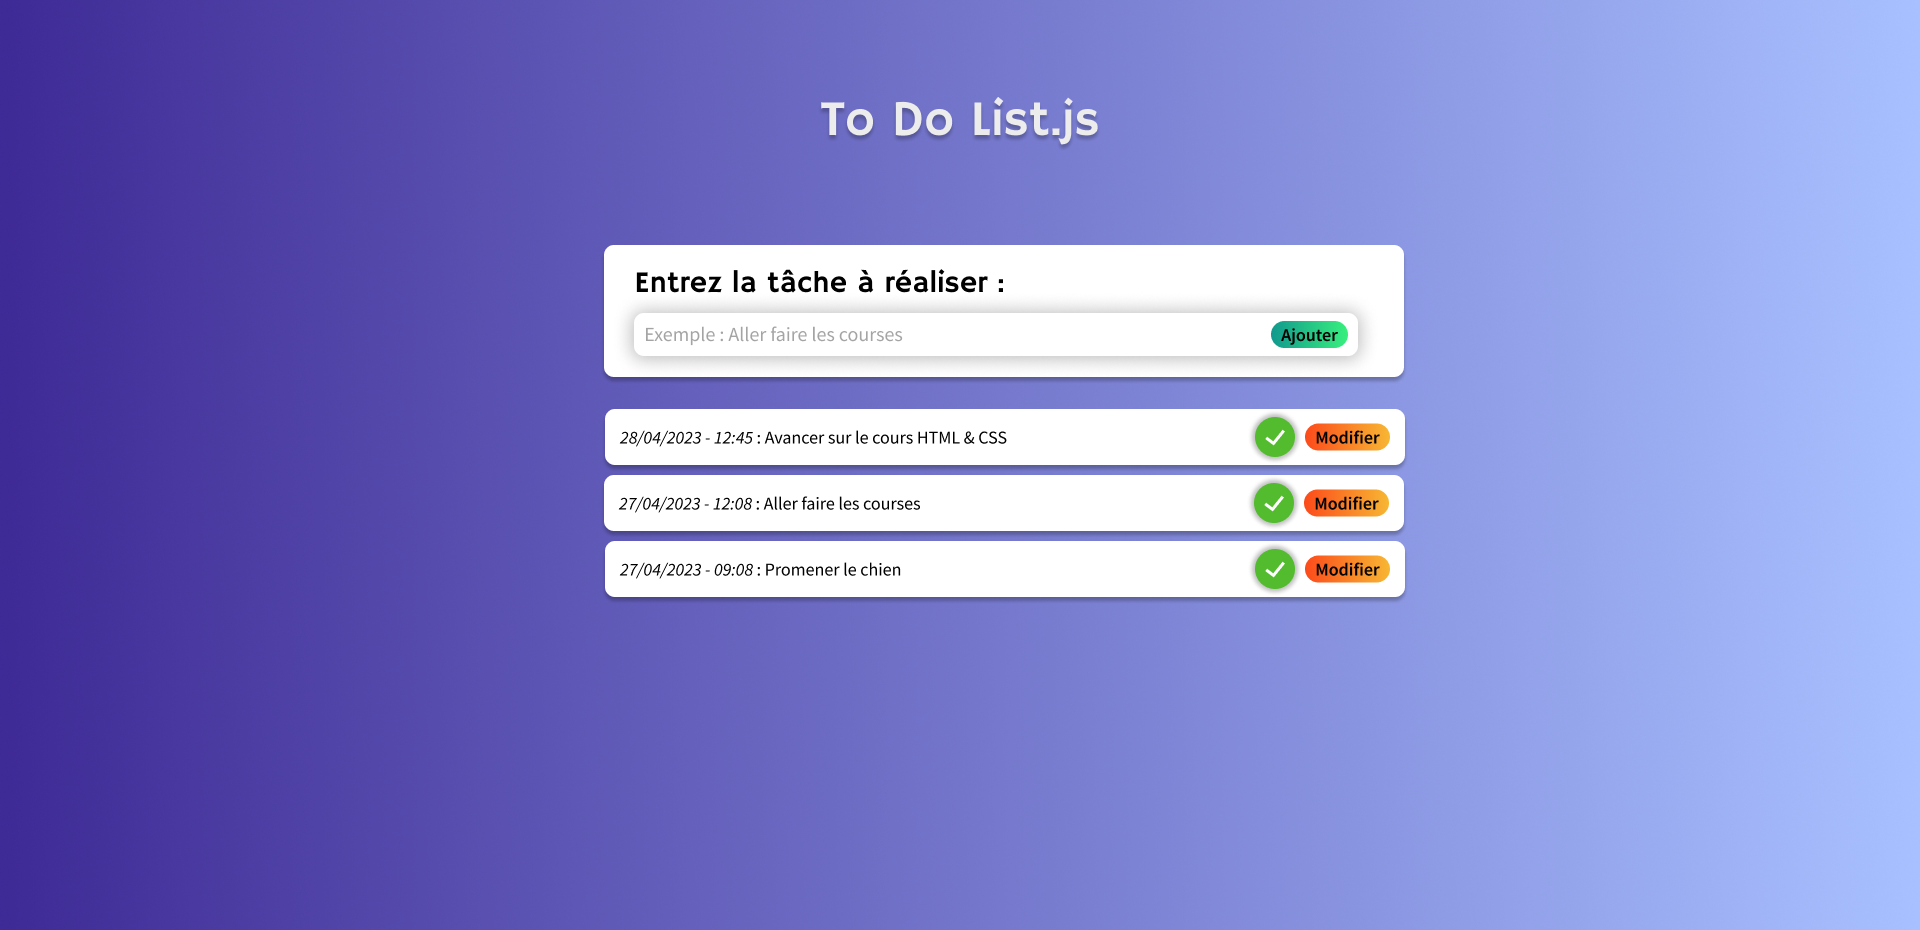 To Do List.js
Entrez la tâche à réaliser :
Exemple : Aller faire les courses Ajouter
28/04/2023 - 12:45 : Avancer sur le cours HTML & CSS Modifier
27/04/2023 - 12:08 : Aller faire les courses Modifier
27/04/2023 - 09:08 : Promener le chien Modifier